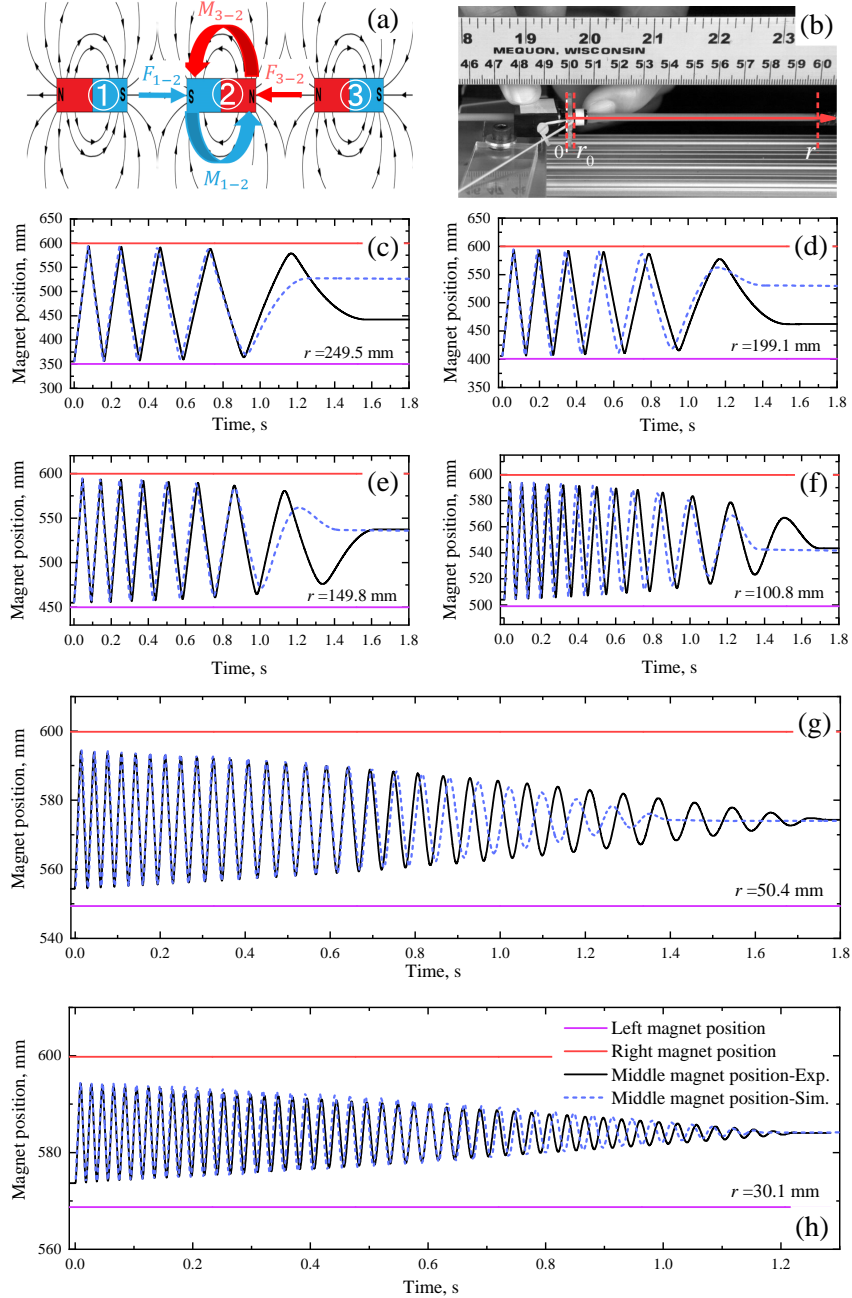 (a)
M3−2
F1−2
F3−2
N 1 S
S 2 N
N 3 S
M1−2
(b)
18 19 20 21 22 23
MEQUON, WISCONSIN
46 47 48 49 50 51 52 53 54 55 56 57 58 59 60
0 r0 r
(c)
Magnet position, mm
650
600
550
500
450
400
350
300
r =249.5 mm
0.0 0.2 0.4 0.6 0.8 1.0 1.2 1.4 1.6 1.8
Time, s
(d)
Magnet position, mm
650
600
550
500
450
400
350
r =199.1 mm
0.0 0.2 0.4 0.6 0.8 1.0 1.2 1.4 1.6 1.8
Time, s
(e)
Magnet position, mm
600
550
500
450
r =149.8 mm
0.0 0.2 0.4 0.6 0.8 1.0 1.2 1.4 1.6 1.8
Time, s
(f)
Magnet position, mm
600
580
560
540
520
500
r =100.8 mm
0.0 0.2 0.4 0.6 0.8 1.0 1.2 1.4 1.6 1.8
Time, s
(g)
Magnet position, mm
600
580
560
540
r =50.4 mm
0.0 0.2 0.4 0.6 0.8 1.0 1.2 1.4 1.6 1.8
Time, s
Magnet position, mm
600
580
560
Left magnet position
Right magnet position
Middle magnet position-Exp.
Middle magnet position-Sim.
r =30.1 mm
(h)
0.0 0.2 0.4 0.6 0.8 1.0 1.2
Time, s